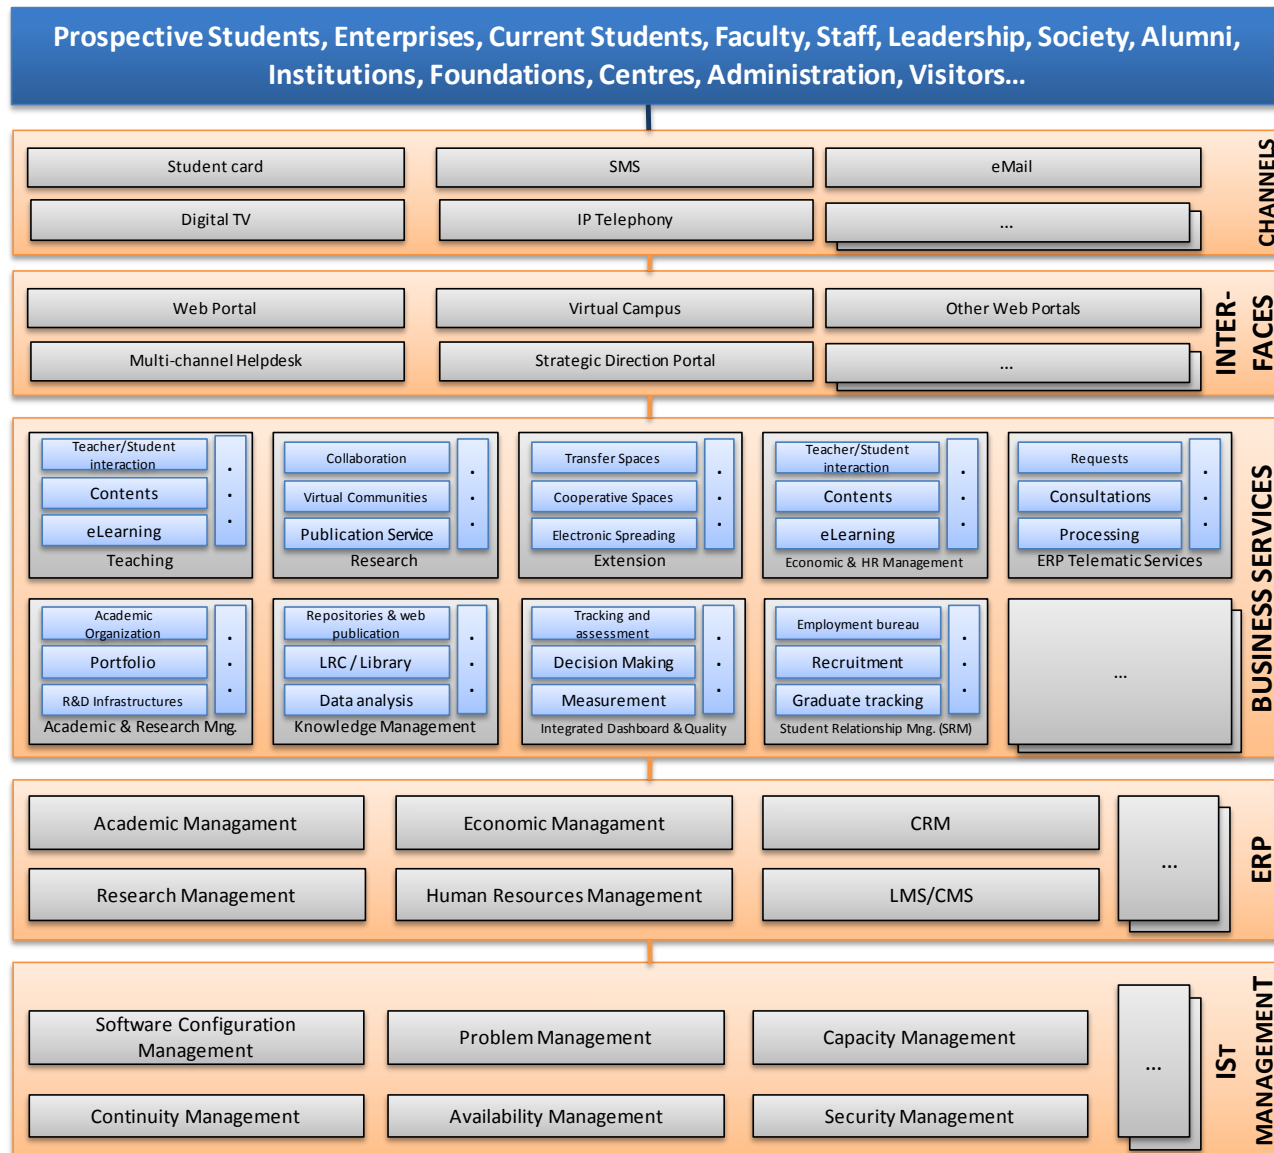 Prospective Students, Enterprises, Current Students, Faculty, Staff, Leadership, Society, Alumni,
Institutions, Foundations, Centres, Administration, Visitors...
CHANNELS
Student card
SMS
eMail
Digital TV
IP Telephony
...
INTER-
FACES
Web Portal
Virtual Campus
Other Web Portals
Multi-channel Helpdesk
Strategic Direction Portal
...
BUSINESS SERVICES
Teacher/Student
interaction
Contents
eLearning
. . .
Teaching
Collaboration
Virtual Communities
Publication Service
. . .
Research
Transfer Spaces
Cooperative Spaces
Electronic Spreading
. . .
Extension
Teacher/Student
interaction
Contents
eLearning
. . .
Economic & HR Management
Requests
Consultations
Processing
. . .
ERP Telematic Services
Academic
Organization
Portfolio
R&D Infrastructures
. . .
Academic & Research Mng.
Repositories & web
publication
LRC / Library
Data analysis
. . .
Knowledge Management
Tracking and
assessment
Decision Making
Measurement
. . .
Integrated Dashboard & Quality
Employment bureau
Recruitment
Graduate tracking
. . .
Student Relationship Mng. (SRM)
...
ERP
Academic Managament
Economic Managament
CRM
Research Management
Human Resources Management
LMS/CMS
...
IST
MANAGEMENT
Software Configuration
Management
Problem Management
Capacity Management
Continuity Management
Availability Management
Security Management
...